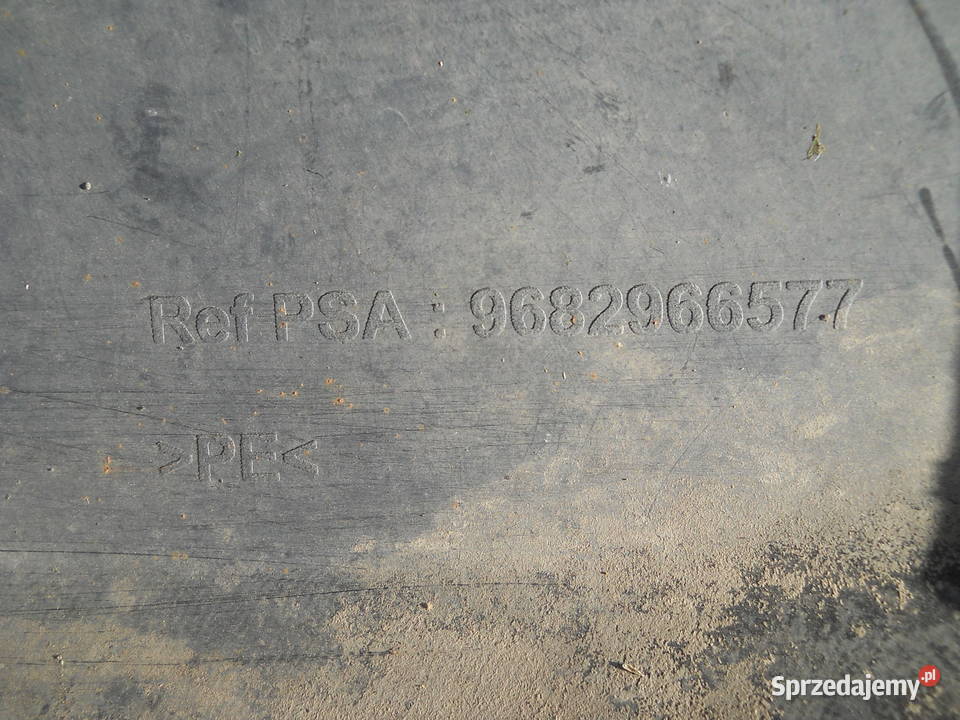 Ref PSA : 9682966577
>PE<
Sprzedajemy.pl